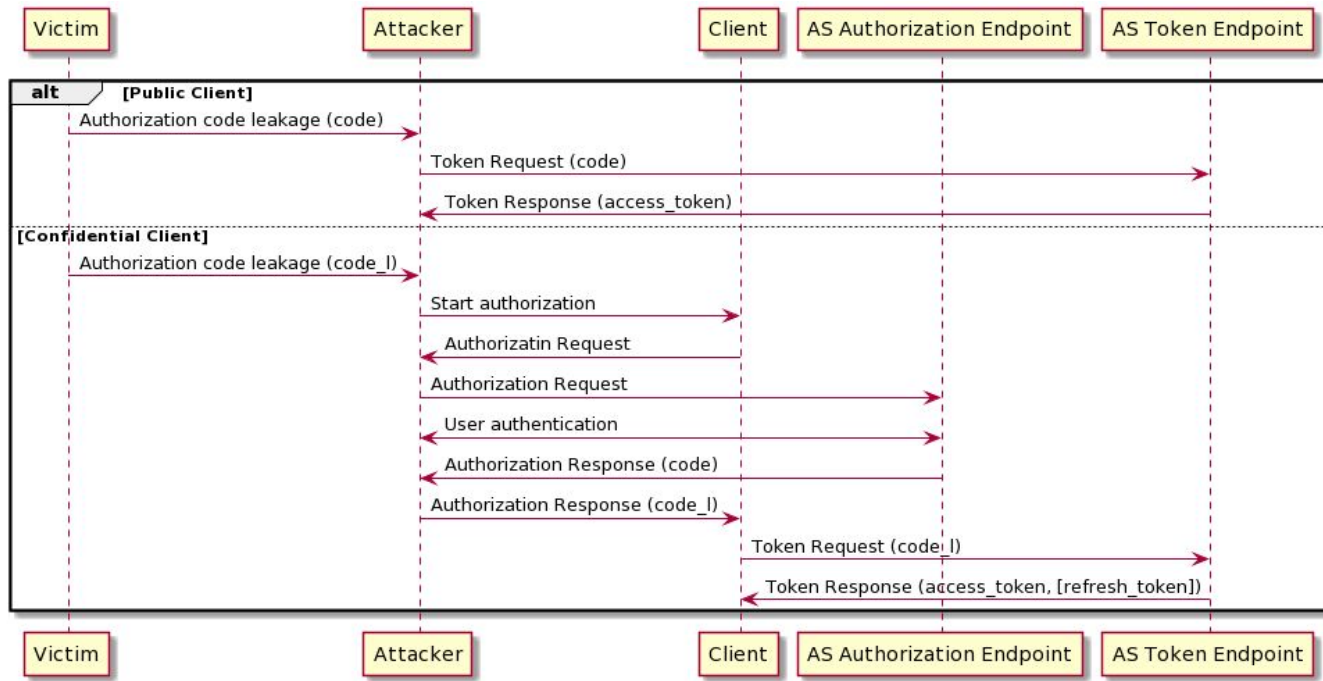 Victim Attacker Client AS Authorization Endpoint AS Token Endpoint
alt [Public Client]
Authorization code leakage (code)
Token Request (code)
Token Response (access_token)
[Confidential Client]
Authorization code leakage (code_l)
Start authorization
Authorizatin Request
Authorization Request
User authentication
Authorization Response (code)
Authorization Response (code_l)
Token Request (code_l)
Token Response (access_token, [refresh_token])
Victim Attacker Client AS Authorization Endpoint AS Token Endpoint